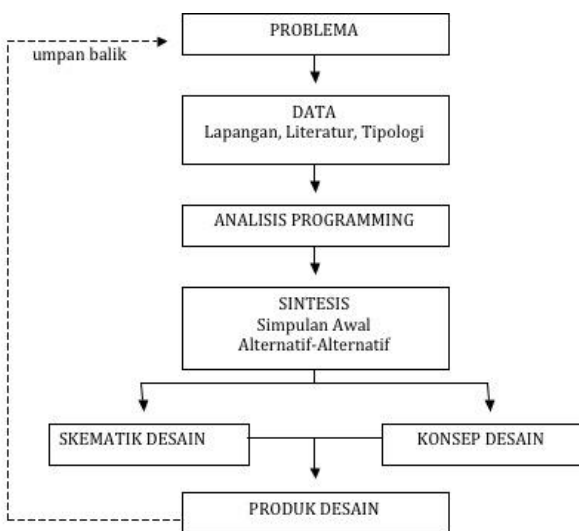 PROBLEMA
umpan balik
DATA
Lapangan, Literatur, Tipologi
ANALISIS PROGRAMMING
SINTESIS
Simpulan Awal
Alternatif-Alternatif
SKEMATIK DESAIN
KONSEP DESAIN
PRODUK DESAIN